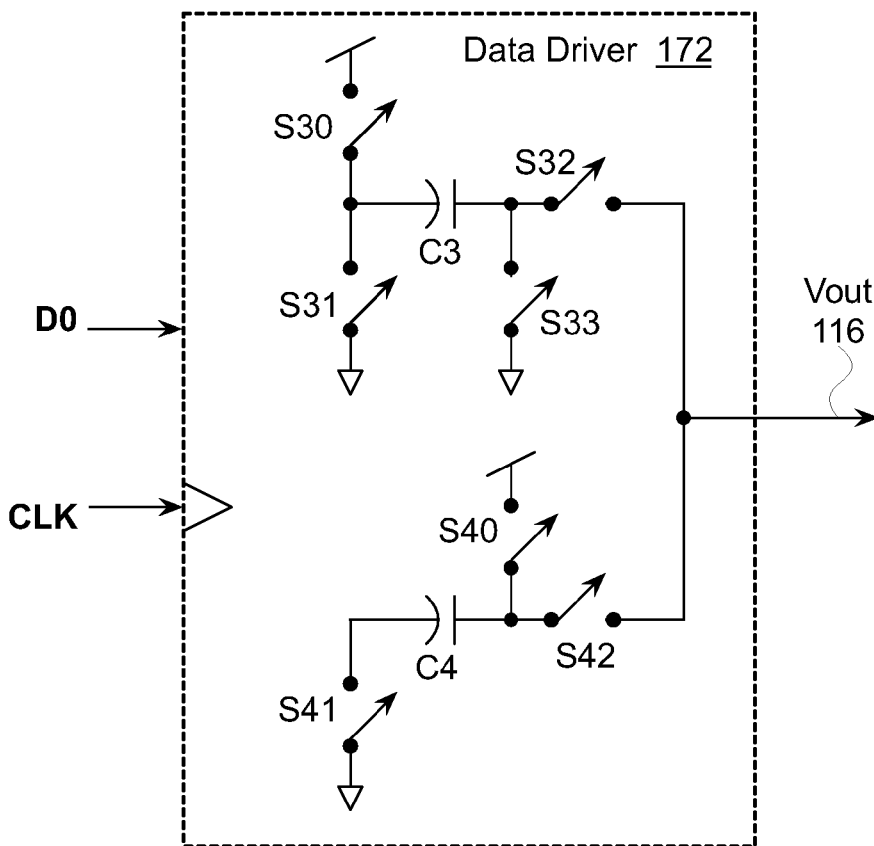 Data Driver 172
S30
S32
C3
S31
S33
D0
Vout
116
CLK
S40
C4
S42
S41